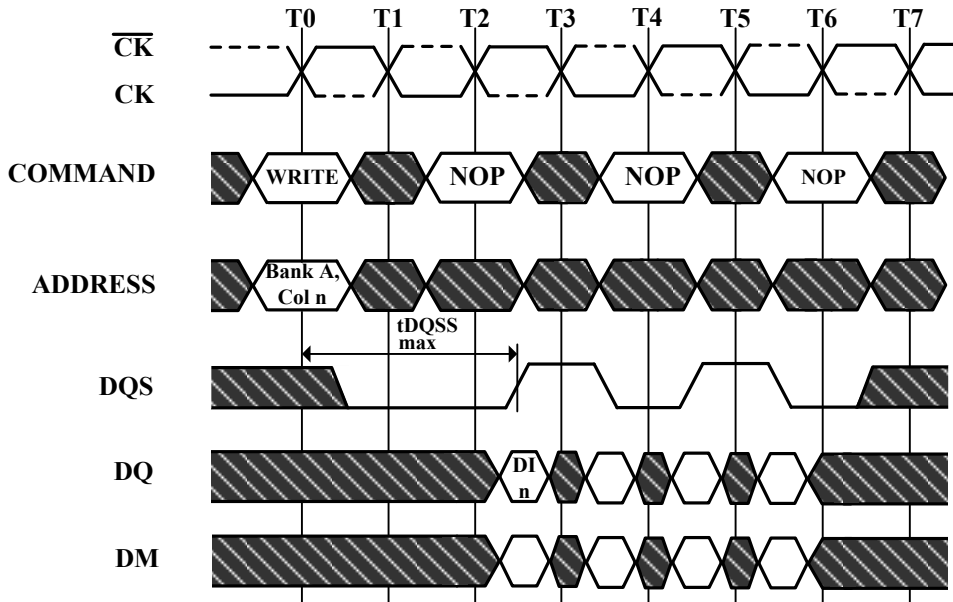 T0 T1 T2 T3 T4 T5 T6 T7
CK
CK
COMMAND WRITE NOP NOP NOP
ADDRESS Bank A,
Col n
tDQSS
max
DQS
DQ DI
n
DM